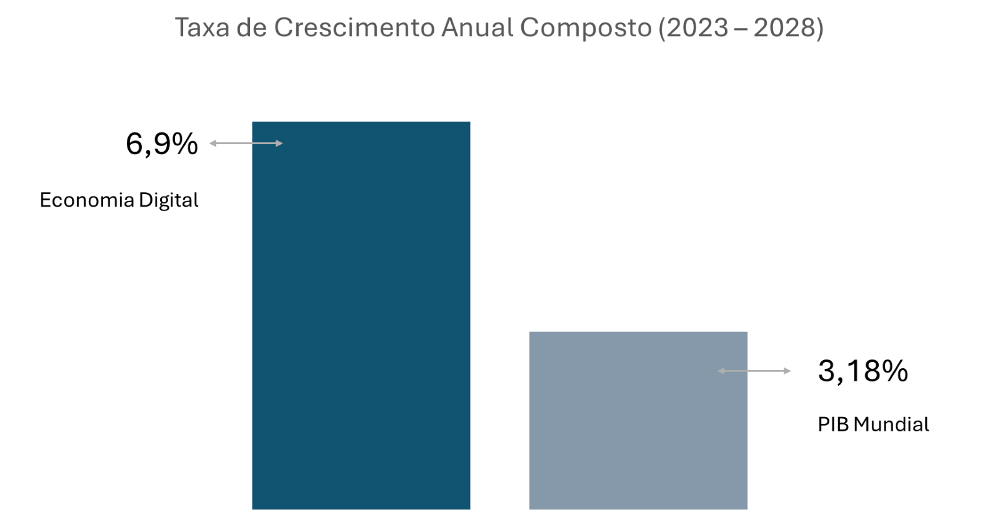 Taxa de Crescimento Anual Composto (2023 – 2028)
6,9%
Economia Digital
3,18%
PIB Mundial